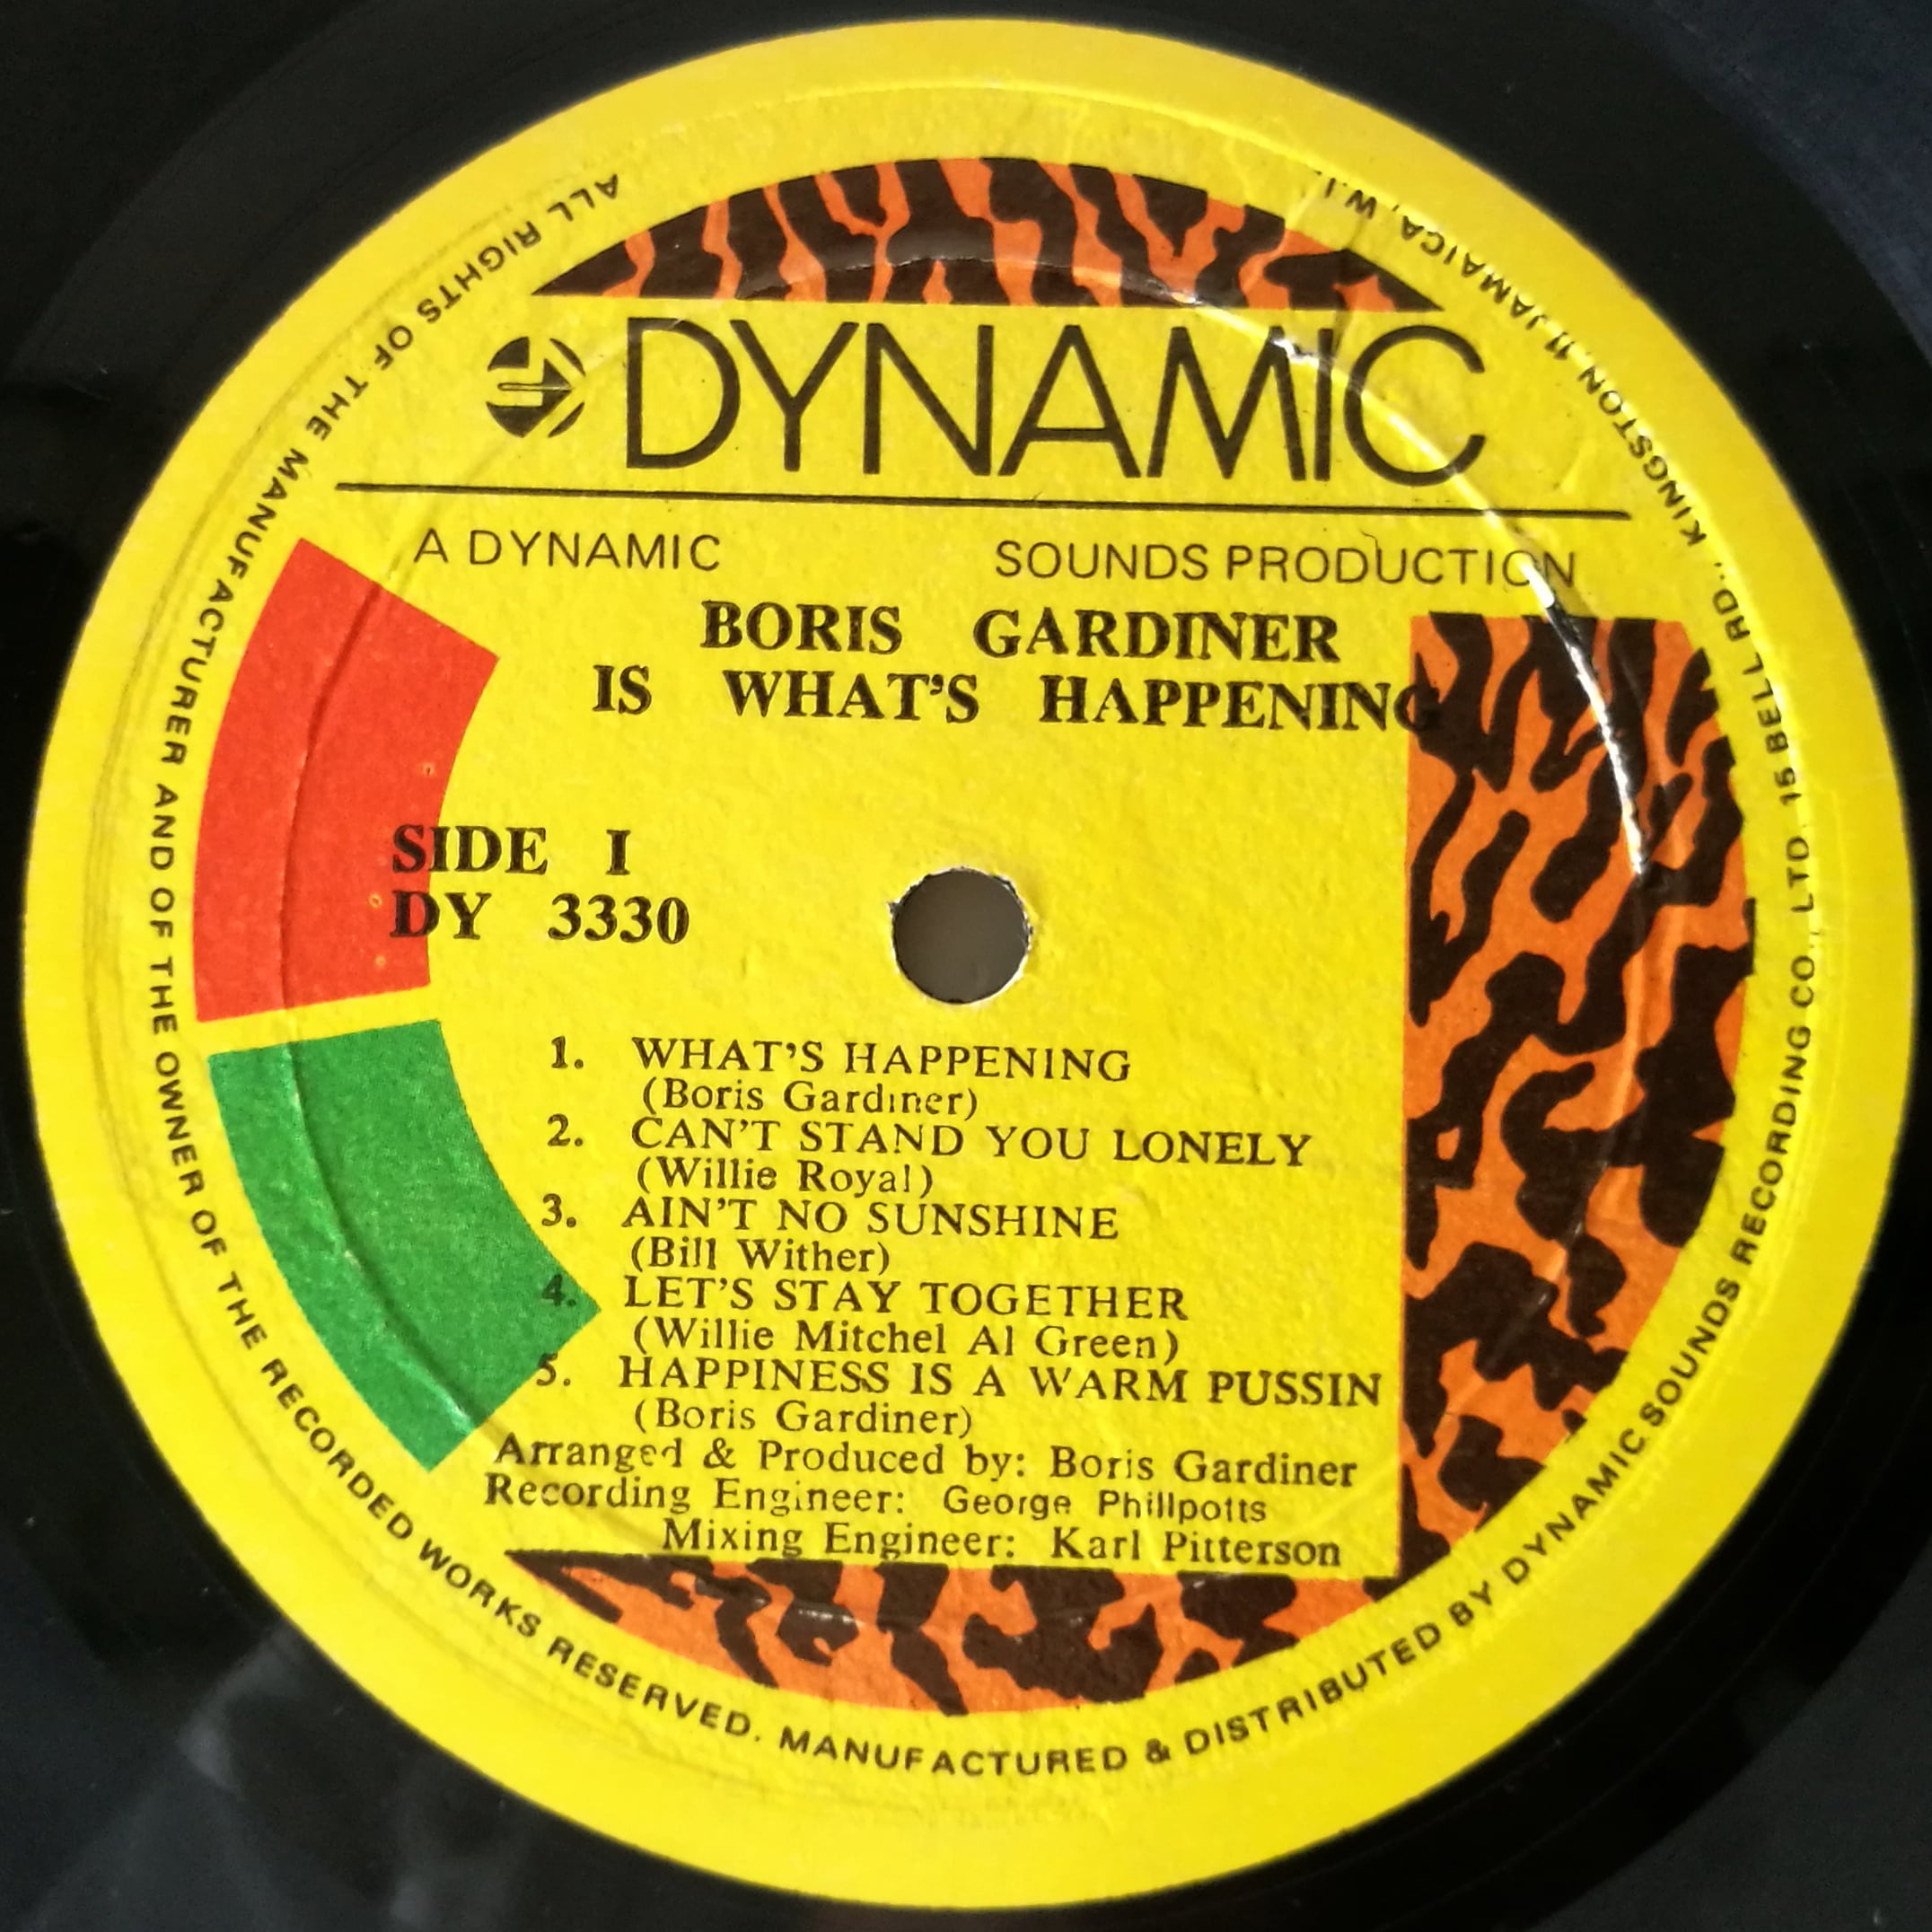 DYNAMIC
A DYNAMIC SOUNDS PRODUCTION
BORIS GARDINER
IS WHAT'S HAPPENING
SIDE I
DY 3330
1. WHAT'S HAPPENING
(Boris Gardiner)
2. CAN'T STAND YOU LONELY
(Willie Royal)
3. AIN'T NO SUNSHINE
(Bill Wither)
4. LET'S STAY TOGETHER
(Willie Mitchel Al Green)
5. HAPPINESS IS A WARM PUSSIN
(Boris Gardiner)
Arranged & Produced by: Boris Gardiner
Recording Engineer: George Phillpotts
Mixing Engineer: Karl Pitterson
ALL RIGHTS OF THE MANUFACTURER AND OF THE OWNER OF THE RECORDED WORKS RESERVED. MANUFACTURED & DISTRIBUTED BY DYNAMIC SOUNDS RECORDING CO., LTD. 15 BELL RD., KINGSTON, 11 JAMAICA, W.I.